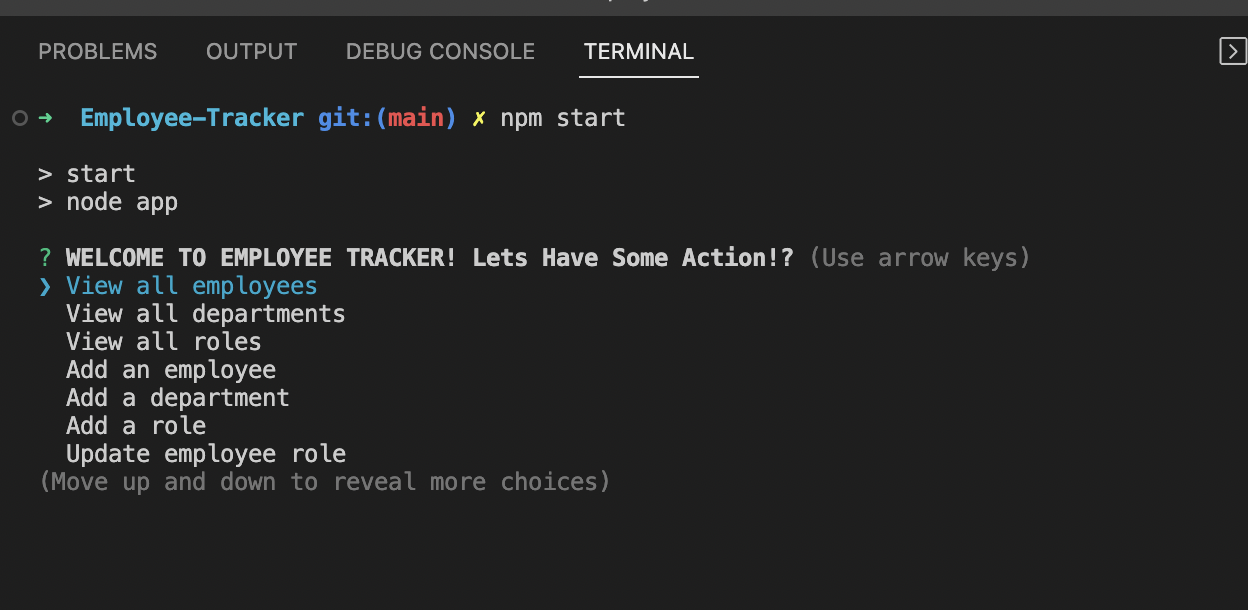 PROBLEMS OUTPUT DEBUG CONSOLE TERMINAL
➜ Employee-Tracker git:(main) ✗ npm start
> start
> node app
? WELCOME TO EMPLOYEE TRACKER! Lets Have Some Action!? (Use arrow keys)
❯ View all employees
View all departments
View all roles
Add an employee
Add a department
Add a role
Update employee role
(Move up and down to reveal more choices)